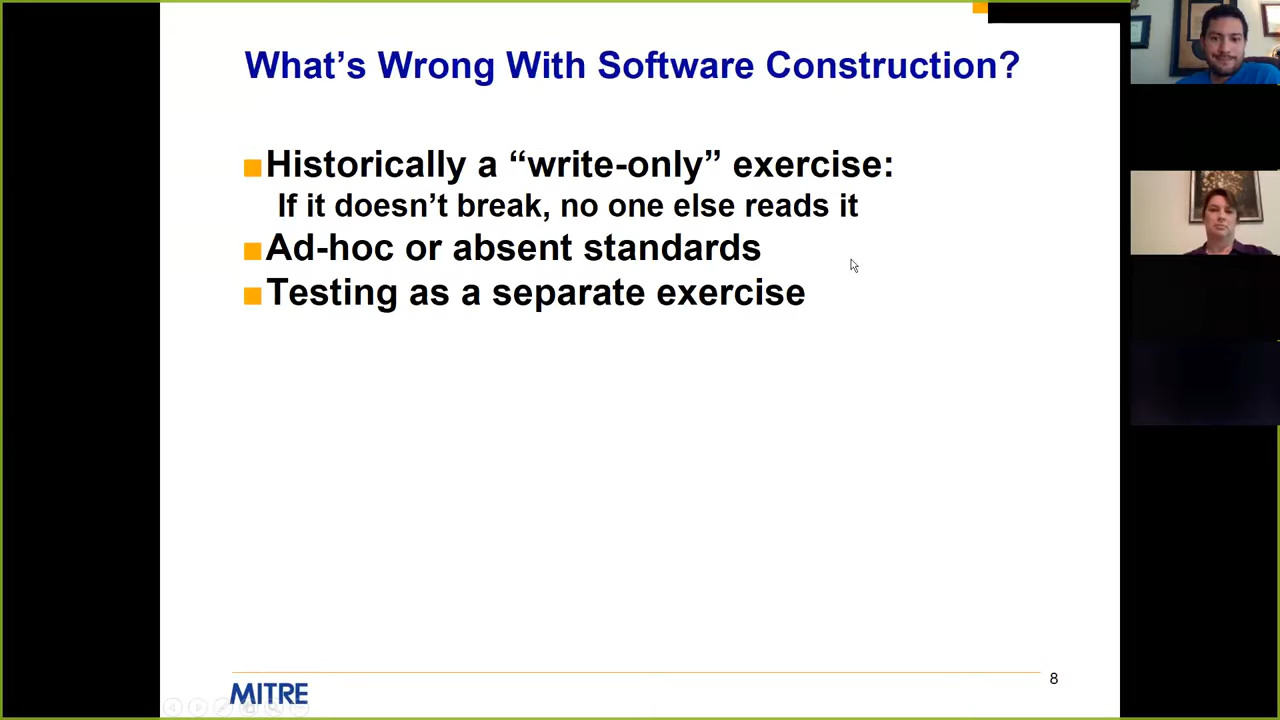 What’s Wrong With Software Construction?
Historically a “write-only” exercise:
If it doesn’t break, no one else reads it
Ad-hoc or absent standards
Testing as a separate exercise
MITRE
8